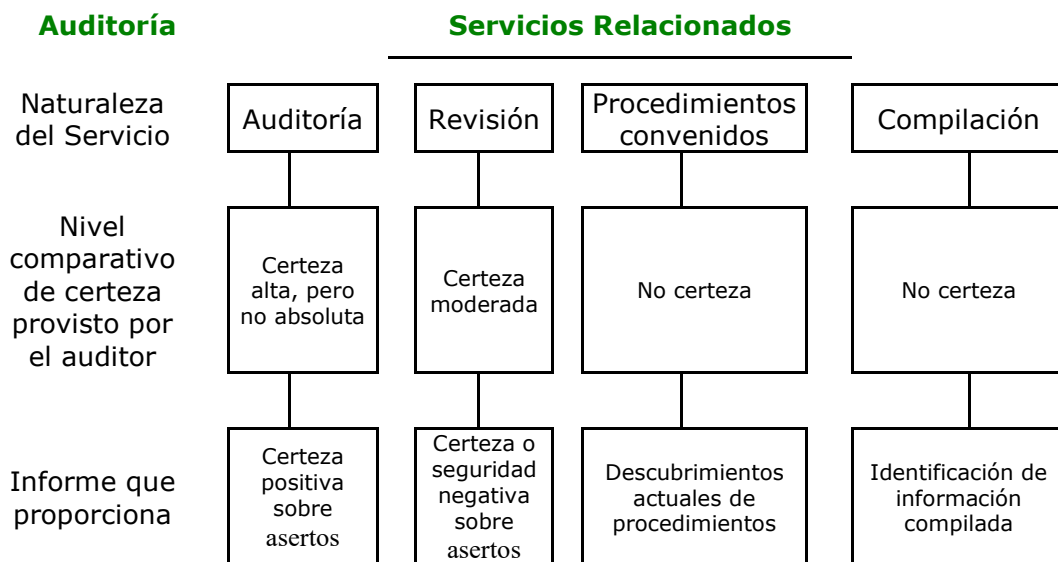 Auditoría
Servicios Relacionados
Naturaleza
del Servicio
Auditoría
Revisión
Procedimientos
convenidos
Compilación
Nivel
comparativo
de certeza
provisto por
el auditor
Certeza
alta, pero
no absoluta
Certeza
moderada
No certeza
No certeza
Informe que
proporciona
Certeza
positiva
sobre
asertos
Certeza o
seguridad
negativa
sobre
asertos
Descubrimientos
actuales de
procedimientos
Identificación de
información
compilada